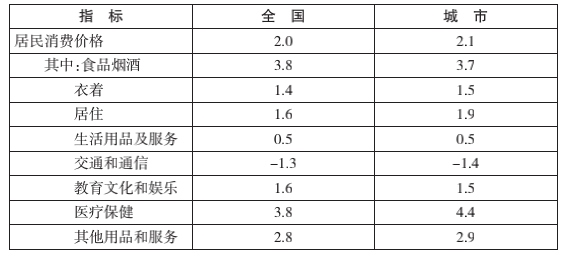 指 标 全 国 城 市
居民消费价格 2.0 2.1
其中:食品烟酒 3.8 3.7
衣着 1.4 1.5
居住 1.6 1.9
生活用品及服务 0.5 0.5
交通和通信 –1.3 –1.4
教育文化和娱乐 1.6 1.5
医疗保健 3.8 4.4
其他用品和服务 2.8 2.9